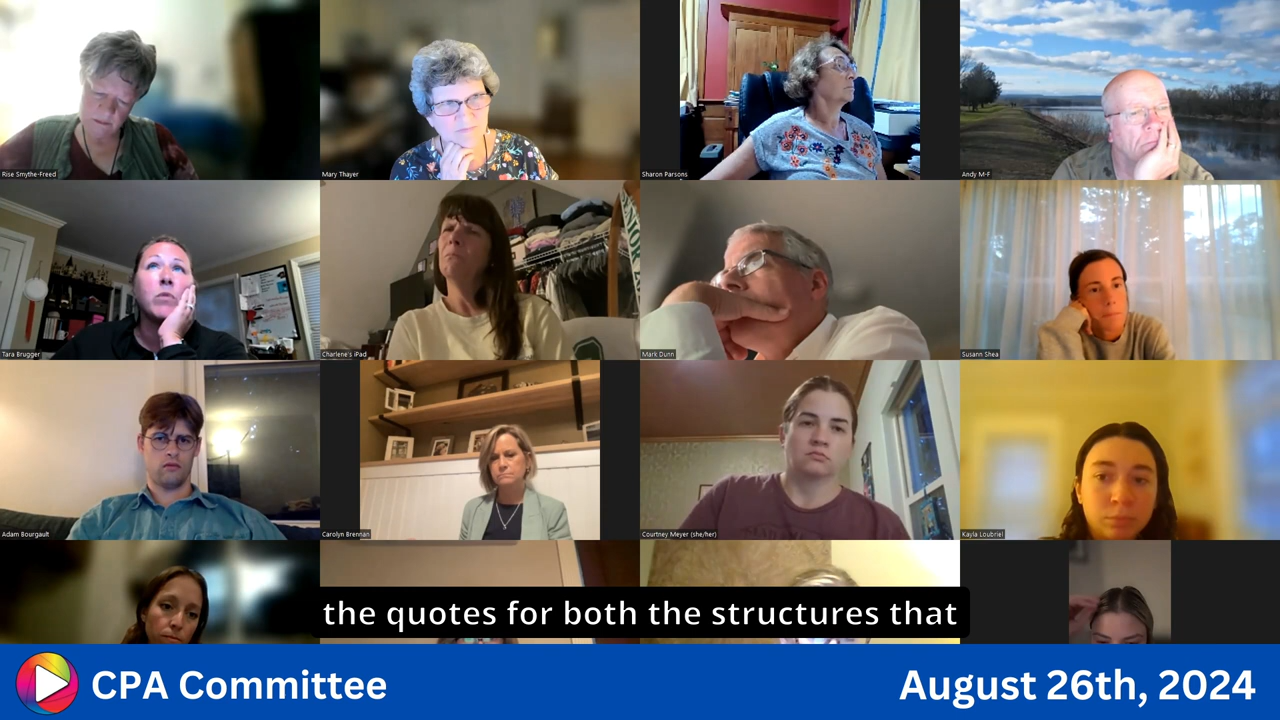 Rise Smythe-Freed
Mary Thayer
Sharon Parsons
Andy M-F
Tara Brugger
Charlene's iPad
Mark Dunn
Susann Shea
Adam Bourgault
Carolyn Brennan
Courtney Meyer (she/her)
Kayla Loubriel
the quotes for both the structures that
CPA Committee
August 26th, 2024